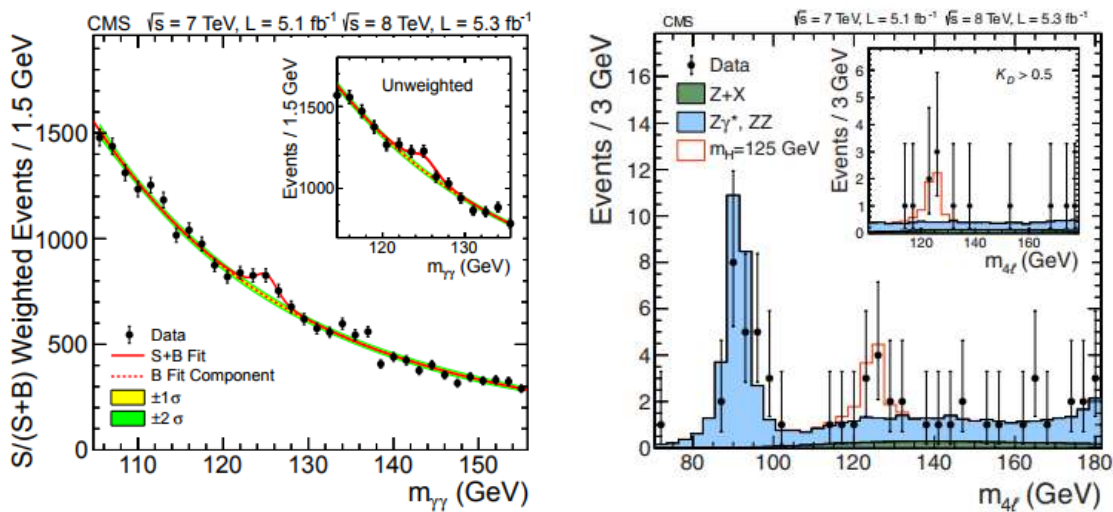 CMS √s = 7 TeV, L = 5.1 fb⁻¹ √s = 8 TeV, L = 5.3 fb⁻¹
S/(S+B) Weighted Events / 1.5 GeV
1500
1000
500
0
Unweighted
Events / 1.5 GeV
1500
1000
120 130
mγγ (GeV)
Data
S+B Fit
B Fit Component
±1σ
±2 σ
110 120 130 140 150
mγγ (GeV)
CMS √s = 7 TeV, L = 5.1 fb⁻¹ √s = 8 TeV, L = 5.3 fb⁻¹
Events / 3 GeV
16
14
12
10
8
6
4
2
0
Data
Z+X
Zγ*, ZZ
mH=125 GeV
Events / 3 GeV
6
5
4
3
2
1
0
K_D > 0.5
120 140 160
m4ℓ (GeV)
80 100 120 140 160 180
m4ℓ (GeV)